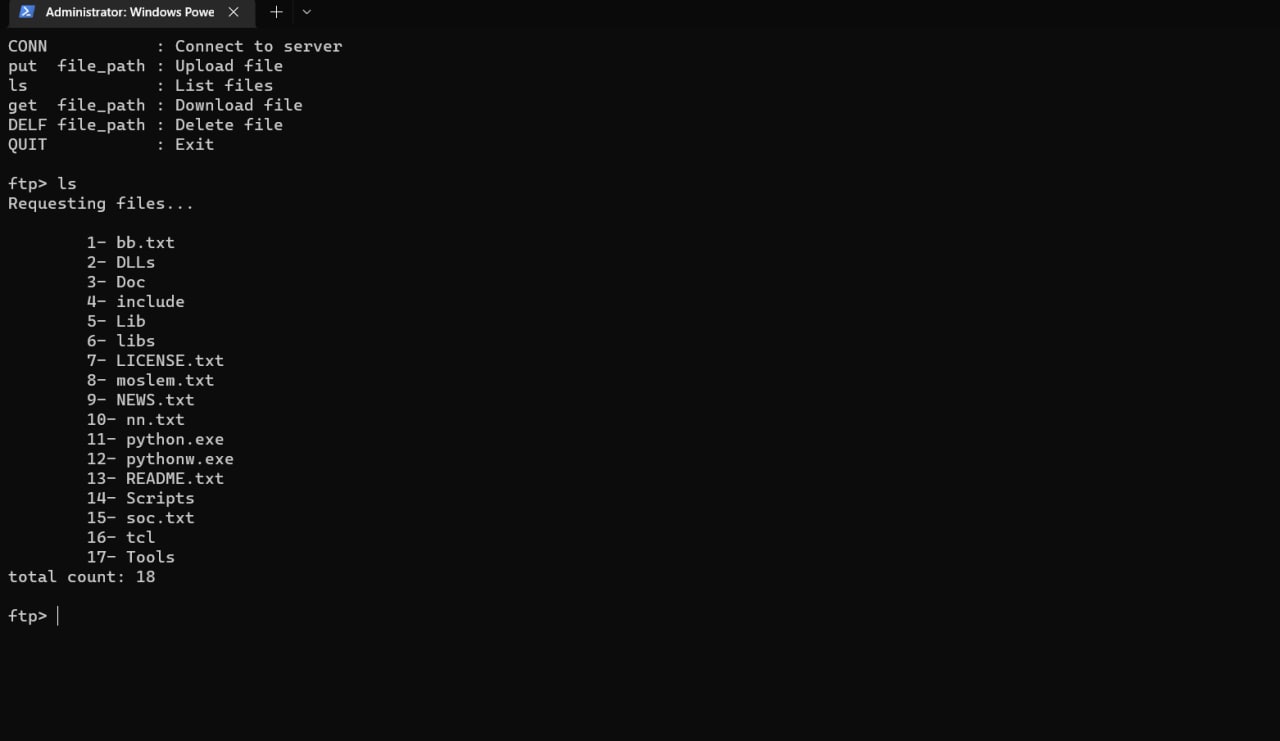 Administrator: Windows Powe
CONN           : Connect to server
put  file_path : Upload file
ls             : List files
get  file_path : Download file
DELF file_path : Delete file
QUIT           : Exit
ftp> ls
Requesting files...
1- bb.txt
2- DLLs
3- Doc
4- include
5- Lib
6- libs
7- LICENSE.txt
8- moslem.txt
9- NEWS.txt
10- nn.txt
11- python.exe
12- pythonw.exe
13- README.txt
14- Scripts
15- soc.txt
16- tcl
17- Tools
total count: 18
ftp>